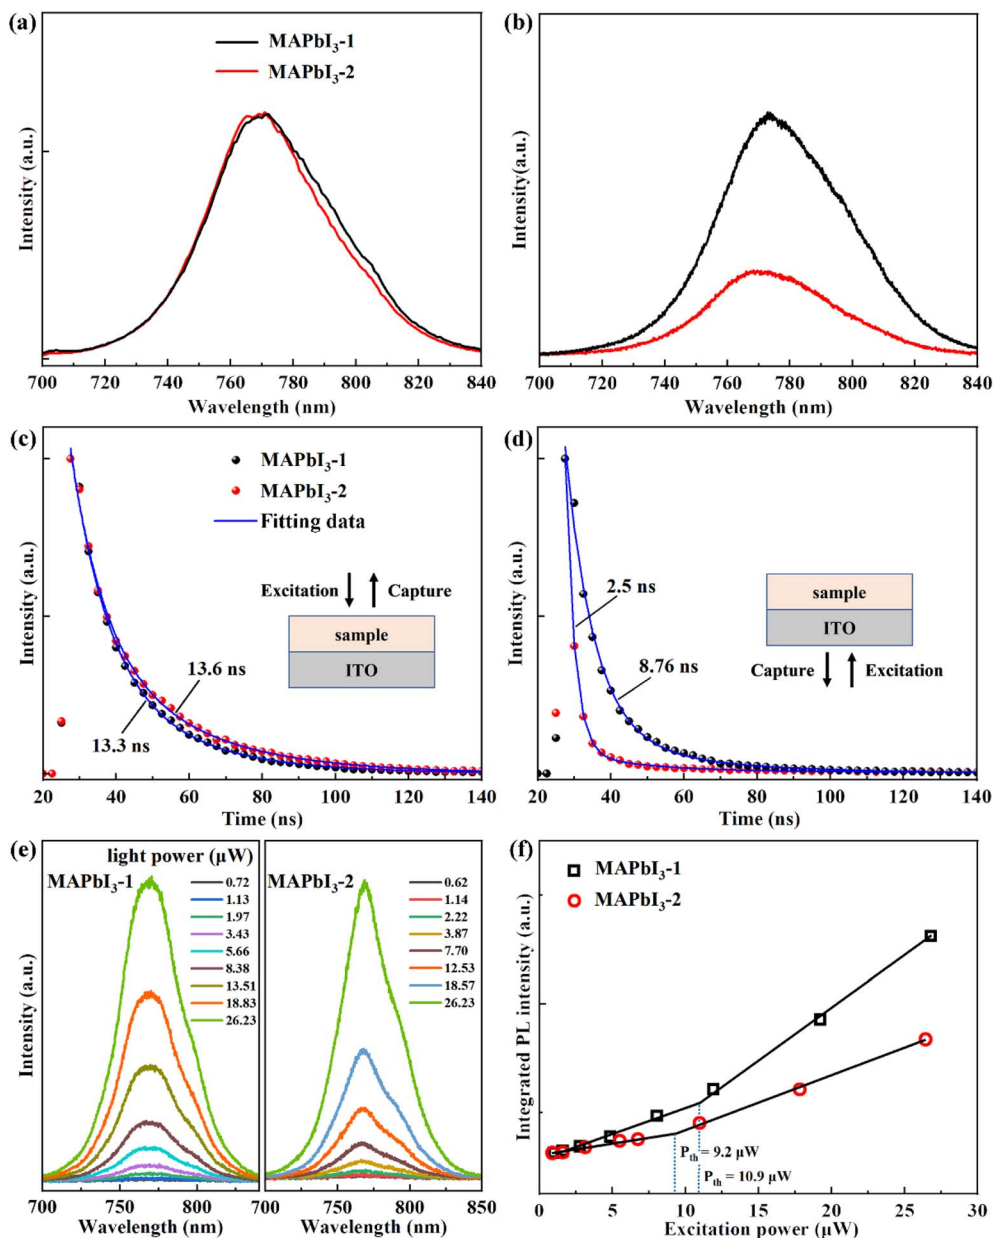 (a)
MAPbI₃-1
MAPbI₃-2
Intensity (a.u.)
700 720 740 760 780 800 820 840
Wavelength (nm)
(b)
Intensity(a.u.)
700 720 740 760 780 800 820 840
Wavelength (nm)
(c)
MAPbI₃-1
MAPbI₃-2
Fitting data
Excitation Capture
sample
ITO
13.6 ns
13.3 ns
Intensity (a.u.)
20 40 60 80 100 120 140
Time (ns)
(d)
2.5 ns
8.76 ns
sample
ITO
Capture Excitation
Intensity (a.u.)
20 40 60 80 100 120 140
Time (ns)
(e)
light power (μW)
MAPbI₃-1
0.72
1.13
1.97
3.43
5.66
8.38
13.51
18.83
26.23
Intensity (a.u.)
700 750 800
Wavelength (nm)
MAPbI₃-2
0.62
1.14
2.22
3.87
7.70
12.53
18.57
26.23
700 750 800 850
Wavelength (nm)
(f)
MAPbI₃-1
MAPbI₃-2
Integrated PL intensity (a.u.)
Pth = 9.2 μW
Pth = 10.9 μW
0 5 10 15 20 25 30
Excitation power (μW)